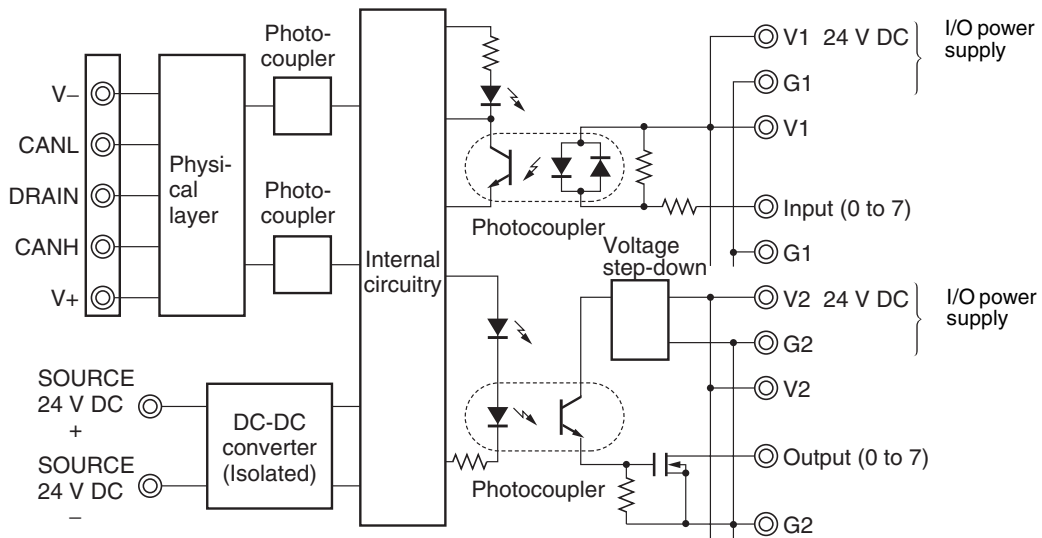 V–
CANL
DRAIN
CANH
V+
Physi-
cal
layer
Photo-
coupler
Photo-
coupler
SOURCE
24 V DC
+
SOURCE
24 V DC
–
DC-DC
converter
(Isolated)
Internal
circuitry
Photocoupler
Voltage
step-down
Photocoupler
V1 24 V DC
G1
I/O power
supply
V1
Input (0 to 7)
G1
V2 24 V DC
G2
I/O power
supply
V2
Output (0 to 7)
G2